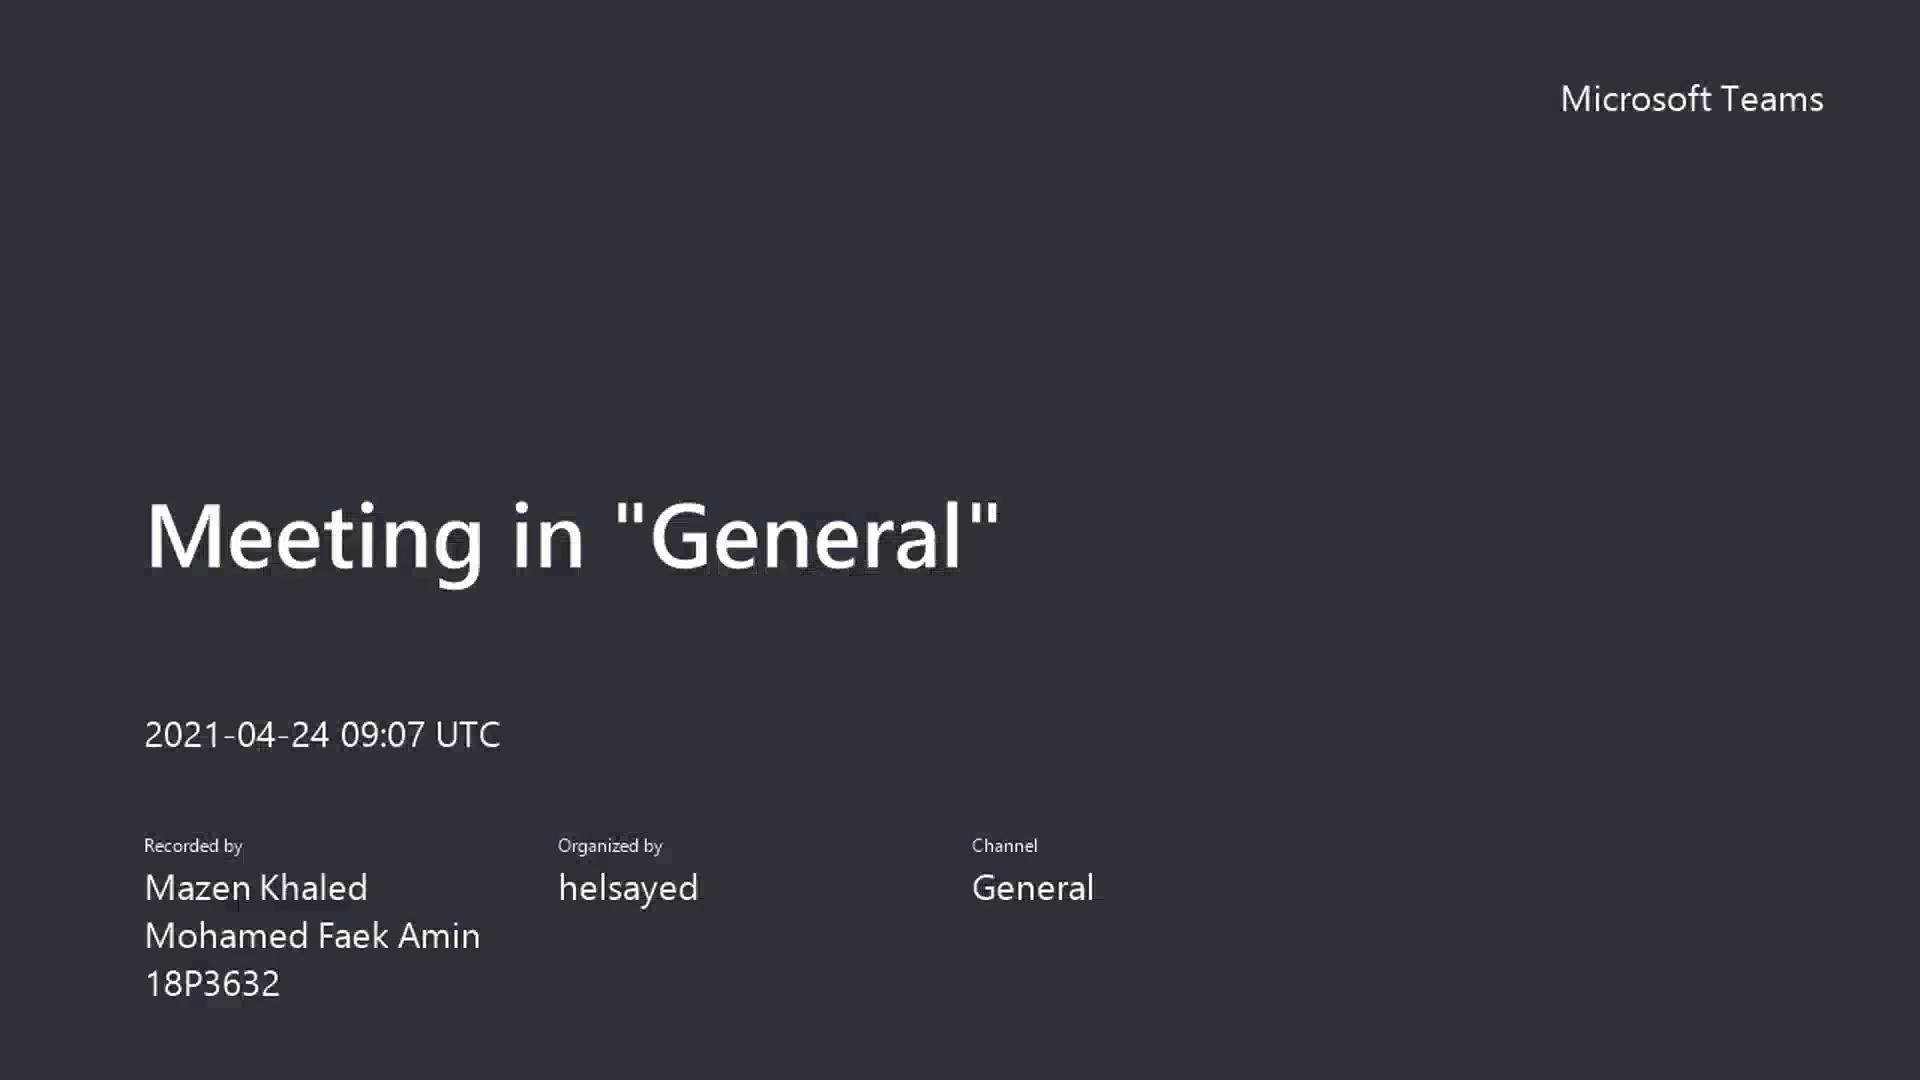 Microsoft Teams
Meeting in "General"
2021-04-24 09:07 UTC
Recorded by
Mazen Khaled
Mohamed Faek Amin
18P3632
Organized by
helsayed
Channel
General